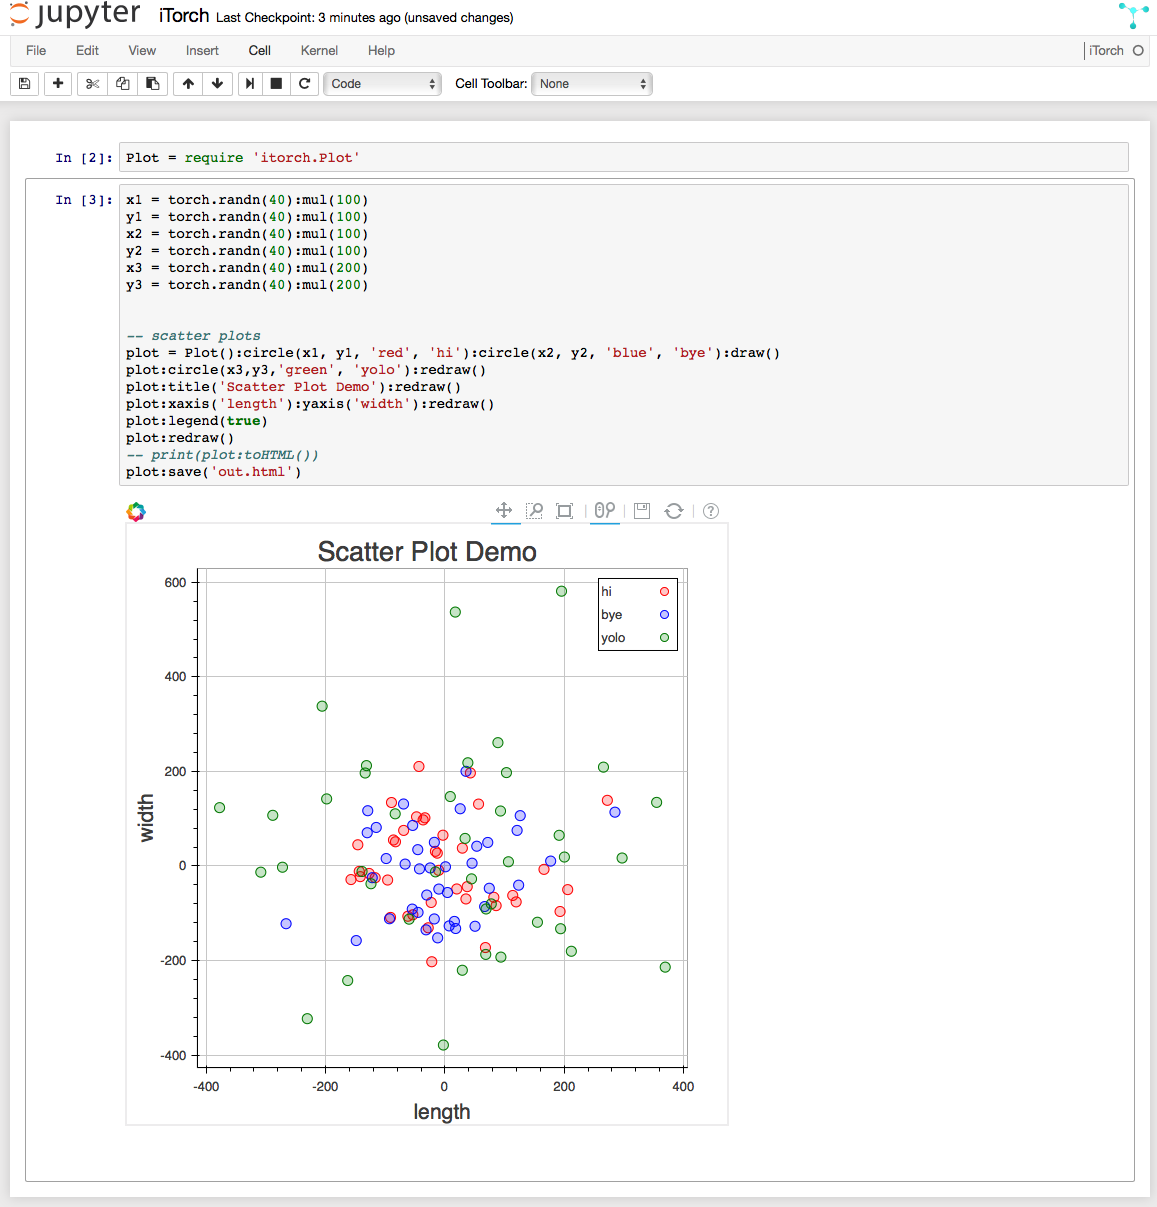 jupyter iTorch Last Checkpoint: 3 minutes ago (unsaved changes)
File Edit View Insert Cell Kernel Help iTorch
Code Cell Toolbar: None
In [2]: Plot = require 'itorch.Plot'
In [3]: x1 = torch.randn(40):mul(100)
y1 = torch.randn(40):mul(100)
x2 = torch.randn(40):mul(100)
y2 = torch.randn(40):mul(100)
x3 = torch.randn(40):mul(200)
y3 = torch.randn(40):mul(200)
-- scatter plots
plot = Plot():circle(x1, y1, 'red', 'hi'):circle(x2, y2, 'blue', 'bye'):draw()
plot:circle(x3,y3,'green', 'yolo'):redraw()
plot:title('Scatter Plot Demo'):redraw()
plot:xaxis('length'):yaxis('width'):redraw()
plot:legend(true)
plot:redraw()
-- print(plot:toHTML())
plot:save('out.html')
?
Scatter Plot Demo
600
hi
bye
yolo
400
200
width
0
-200
-400
-400 -200 0 200 400
length